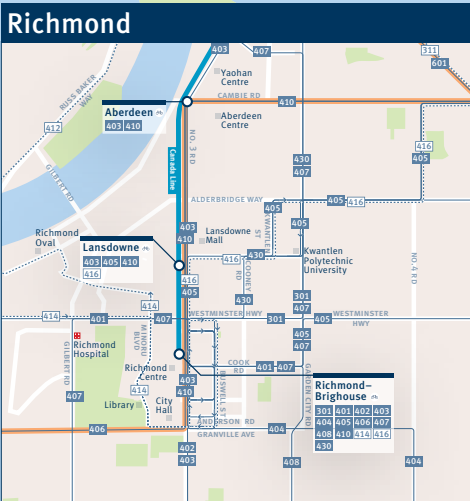 Richmond
403
407
311
601
Yaohan
Centre
CAMBIE RD
410
RUSS BAKER
WAY
Aberdeen
403 410
Aberdeen
Centre
412
NO. 3 RD
Canada Line
416
405
430
407
GILBERT RD
ALDERBRIDGE WAY
405 416
405
KWANTLEN
ST
405
403
410
Richmond
Oval
Lansdowne
403 405 410
416
Lansdowne
Mall
416 430
Kwantlen
Polytechnic
University
NO. 4 RD
COONEY
RD
416
405
430
301
407
414
414 401 407
WESTMINSTER HWY
301 405
WESTMINSTER
HWY
MINORU
BLVD
405
407
Richmond
Hospital
GILBERT RD
Richmond
Centre
COOK
RD
401 407
GARDEN CITY RD
407
414
403
410
BUSWELL ST
Richmond–
Brighouse
301 401 402 403
404 405 406 407
408 410 414 416
430
Library
City
Hall
ANDERSON RD
406
404
GRANVILLE AVE
402
403
408
404